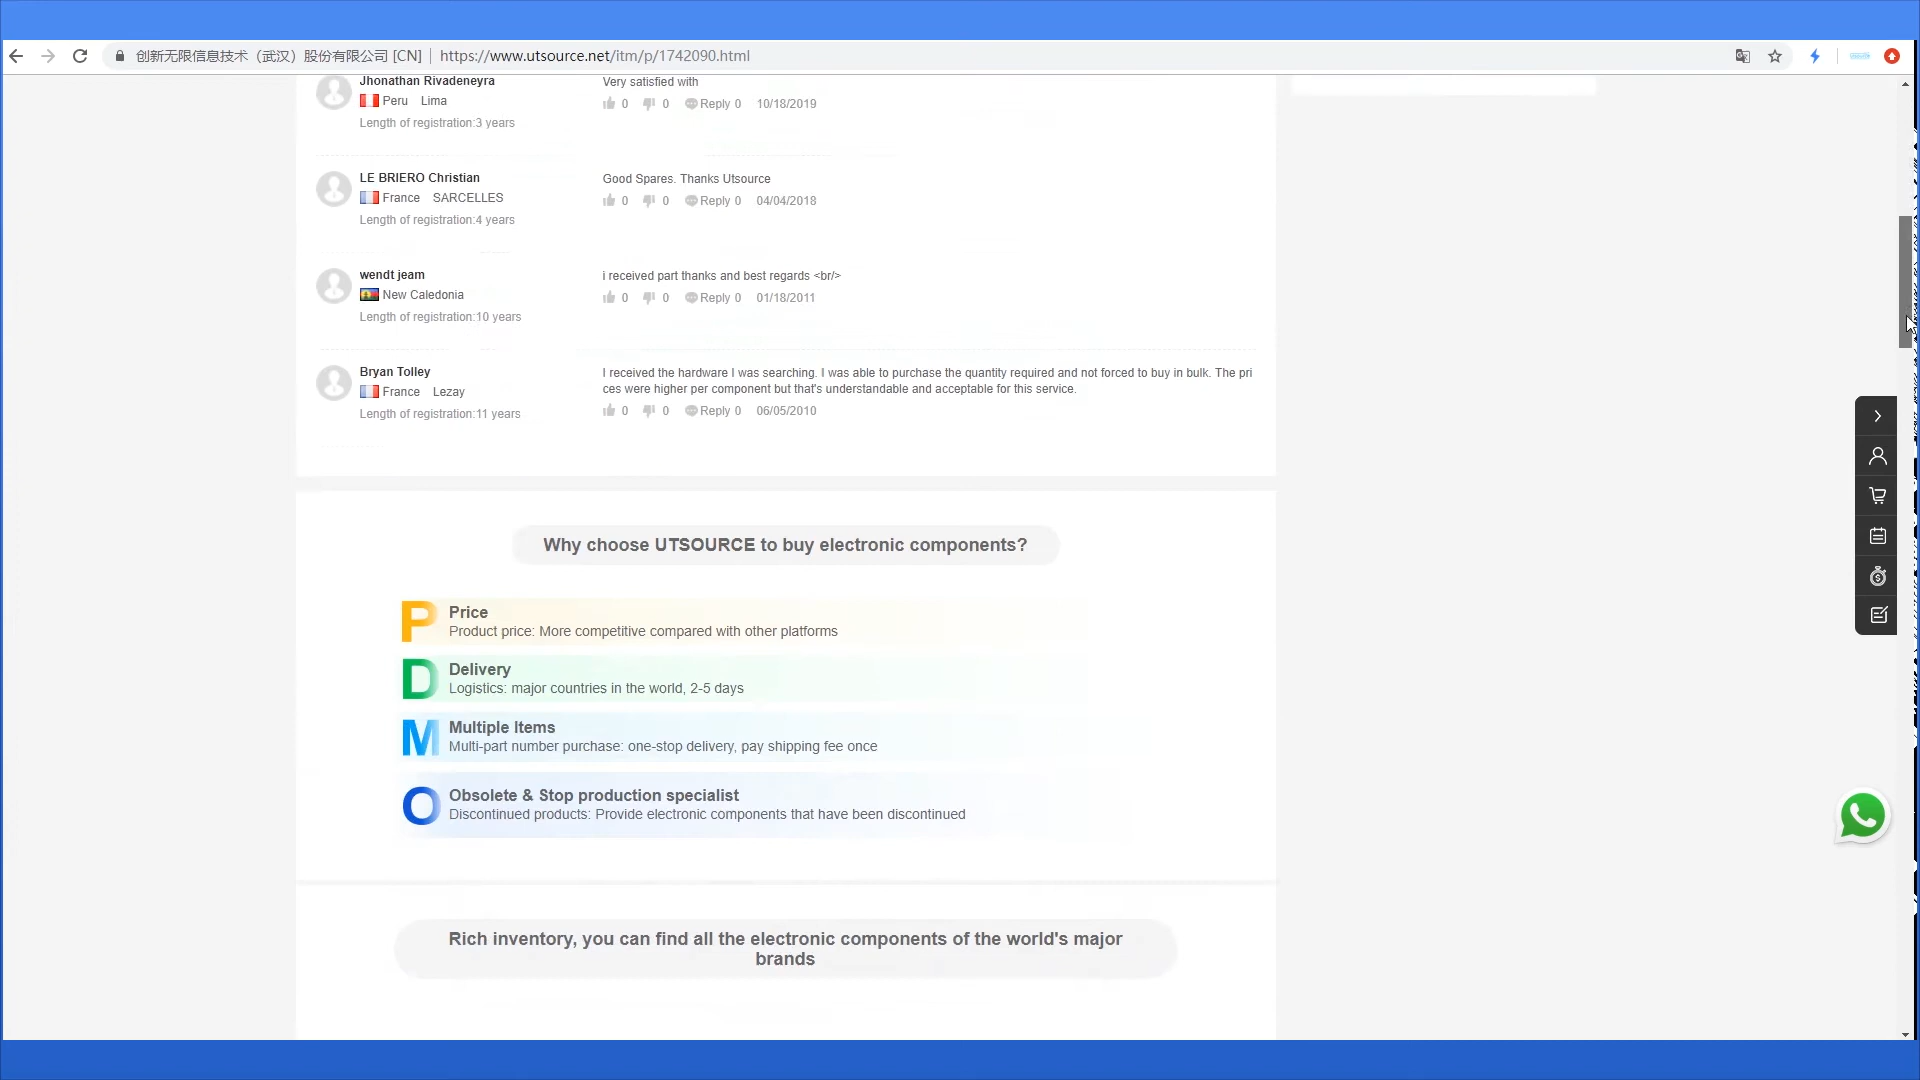 创新无限信息技术（武汉）股份有限公司 [CN] | https://www.utsource.net/itm/p/1742090.html
Jhonathan Rivadeneyra
Very satisfied with
Peru Lima
0 0 Reply 0 10/18/2019
Length of registration:3 years
LE BRIERO Christian
Good Spares. Thanks Utsource
France SARCELLES
0 0 Reply 0 04/04/2018
Length of registration:4 years
wendt jeam
i received part thanks and best regards <br/>
New Caledonia
0 0 Reply 0 01/18/2011
Length of registration:10 years
Bryan Tolley
I received the hardware I was searching. I was able to purchase the quantity required and not forced to buy in bulk. The pri
ces were higher per component but that's understandable and acceptable for this service.
France Lezay
0 0 Reply 0 06/05/2010
Length of registration:11 years
Why choose UTSOURCE to buy electronic components?
P Price
Product price: More competitive compared with other platforms
D Delivery
Logistics: major countries in the world, 2-5 days
M Multiple Items
Multi-part number purchase: one-stop delivery, pay shipping fee once
O Obsolete & Stop production specialist
Discontinued products: Provide electronic components that have been discontinued
Rich inventory, you can find all the electronic components of the world's major
brands